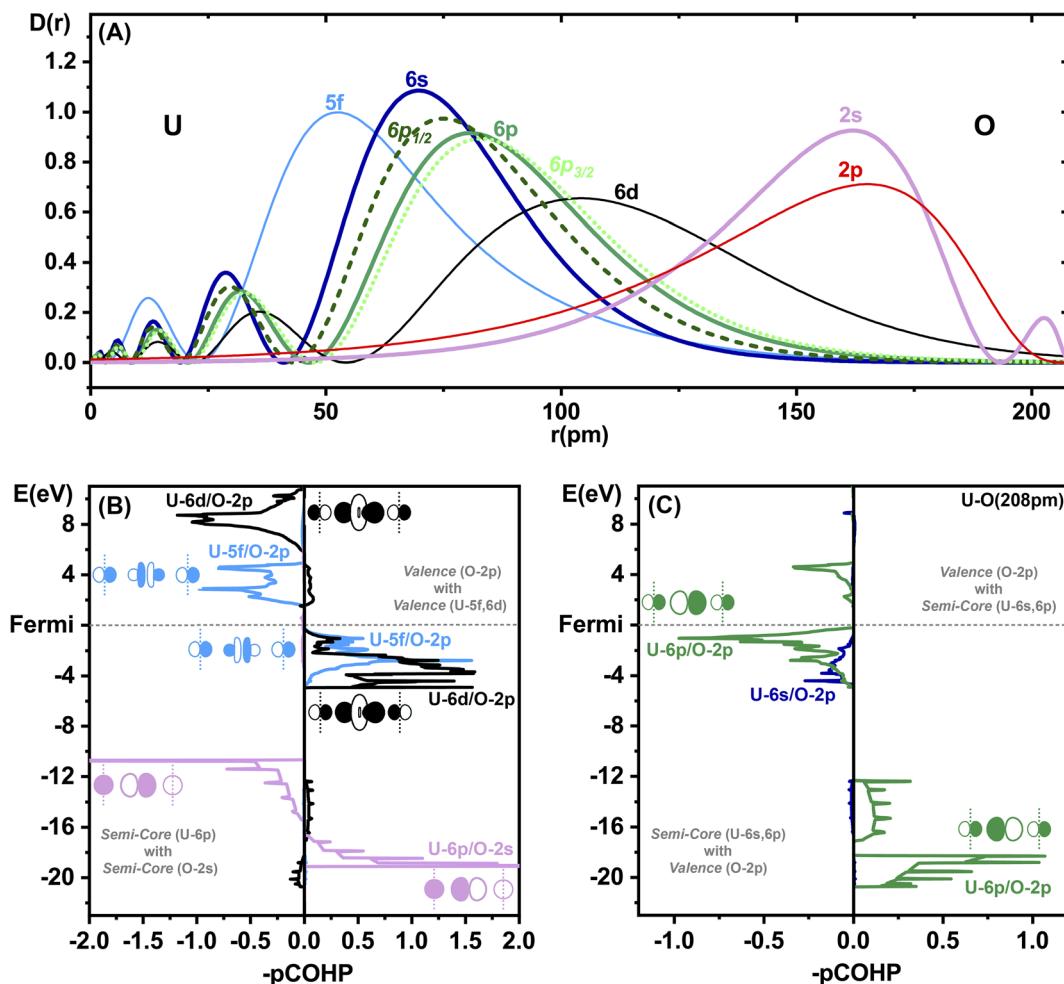 D(r)
(A)
1.2
1.0
0.8
0.6
0.4
0.2
0.0
U
O
5f
6s
6p1/2
6p
6p3/2
6d
2s
2p
0
50
100
150
200
r(pm)
E(eV)
(B)
8
4
Fermi
-4
-8
-12
-16
-20
U-6d/O-2p
U-5f/O-2p
Valence (O-2p)
with
Valence (U-5f,6d)
U-5f/O-2p
U-6d/O-2p
Semi-Core (U-6p)
with
Semi-Core (O-2s)
U-6p/O-2s
-2.0 -1.5 -1.0 -0.5 0.0 0.5 1.0 1.5 2.0
-pCOHP
E(eV)
(C)
U-O(208pm)
8
4
Fermi
-4
-8
-12
-16
-20
Valence (O-2p)
with
Semi-Core (U-6s,6p)
U-6p/O-2p
U-6s/O-2p
Semi-Core (U-6s,6p)
with
Valence (O-2p)
U-6p/O-2p
-1.0 -0.5 0.0 0.5 1.0
-pCOHP